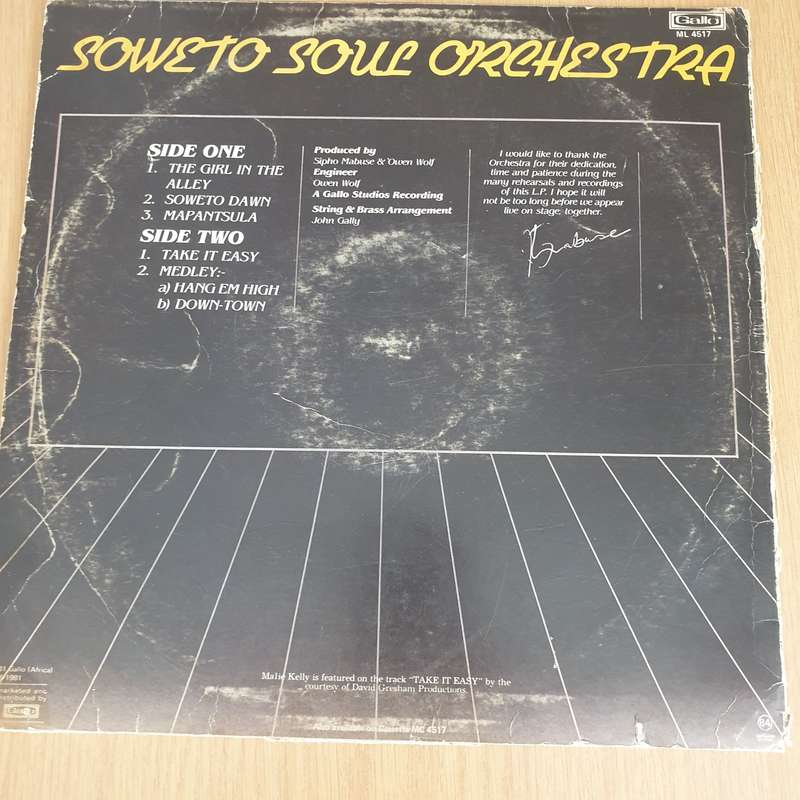 Gallo
ML 4517
SOWETO SOUL ORCHESTRA
SIDE ONE
1. THE GIRL IN THE
ALLEY
2. SOWETO DAWN
3. MAPANTSULA
SIDE TWO
1. TAKE IT EASY
2. MEDLEY:-
a) HANG EM HIGH
b) DOWN-TOWN
Produced by
Sipho Mabuse & Owen Wolf
Engineer
Owen Wolf
A Gallo Studios Recording
String & Brass Arrangement
John Gally
I would like to thank the
Orchestra for their dedication,
time and patience during the
many rehearsals and recordings
of this L.P. I hope it will
not be too long before we appear
live on stage, together.
Mabuse
Malie Kelly is featured on the track "TAKE IT EASY" by the
courtesy of David Gresham Productions.
Gallo (Africa)
1981
marketed and
distributed by
Gallo
Also available on Cassette MC 4517
84